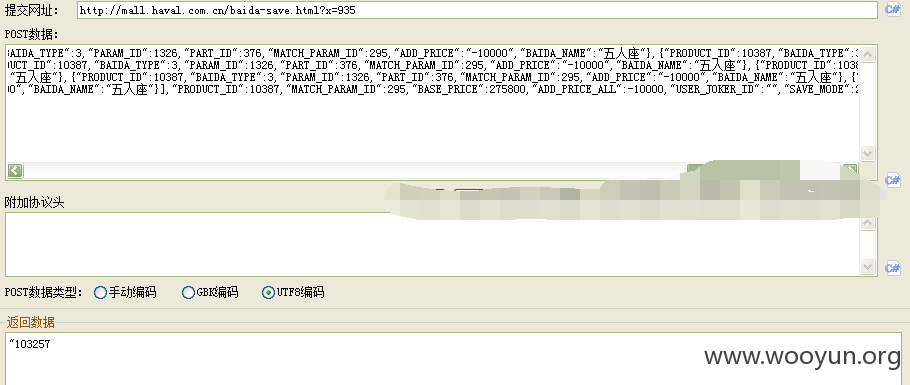 提交网址: http://mall.haval.com.cn/baida-save.html?x=935
C#
POST数据:
BAIDA_TYPE":3,"PARAM_ID":1326,"PART_ID":376,"MATCH_PARAM_ID":295,"ADD_PRICE":"-10000","BAIDA_NAME":"五人座"},{"PRODUCT_ID":10387,"BAIDA_TYPE":3
DUCT_ID":10387,"BAIDA_TYPE":3,"PARAM_ID":1326,"PART_ID":376,"MATCH_PARAM_ID":295,"ADD_PRICE":"-10000","BAIDA_NAME":"五人座"},{"PRODUCT_ID":1038
"五人座"},{"PRODUCT_ID":10387,"BAIDA_TYPE":3,"PARAM_ID":1326,"PART_ID":376,"MATCH_PARAM_ID":295,"ADD_PRICE":"-10000","BAIDA_NAME":"五人座"},{"
00","BAIDA_NAME":"五人座"}],"PRODUCT_ID":10387,"MATCH_PARAM_ID":295,"BASE_PRICE":275800,"ADD_PRICE_ALL":-10000,"USER_JOKER_ID":"","SAVE_MODE":2
C#
附加协议头
C#
POST数据类型: 手动编码 GBK编码 UTF8编码
返回数据
"103257
www.wooyun.org